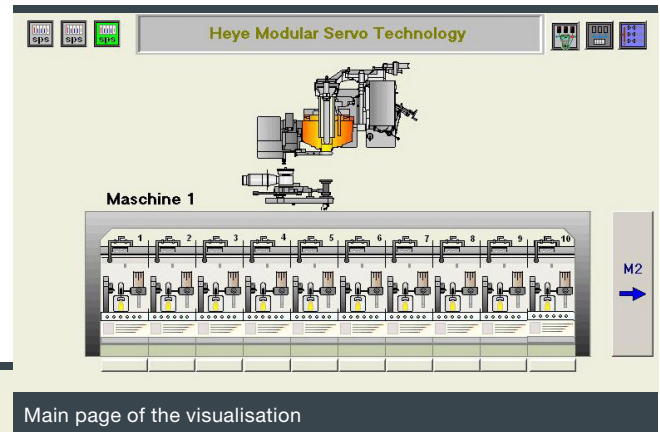 sps sps sps
Heye Modular Servo Technology
Maschine 1
1 2 3 4 5 6 7 8 9 10
M2
Main page of the visualisation